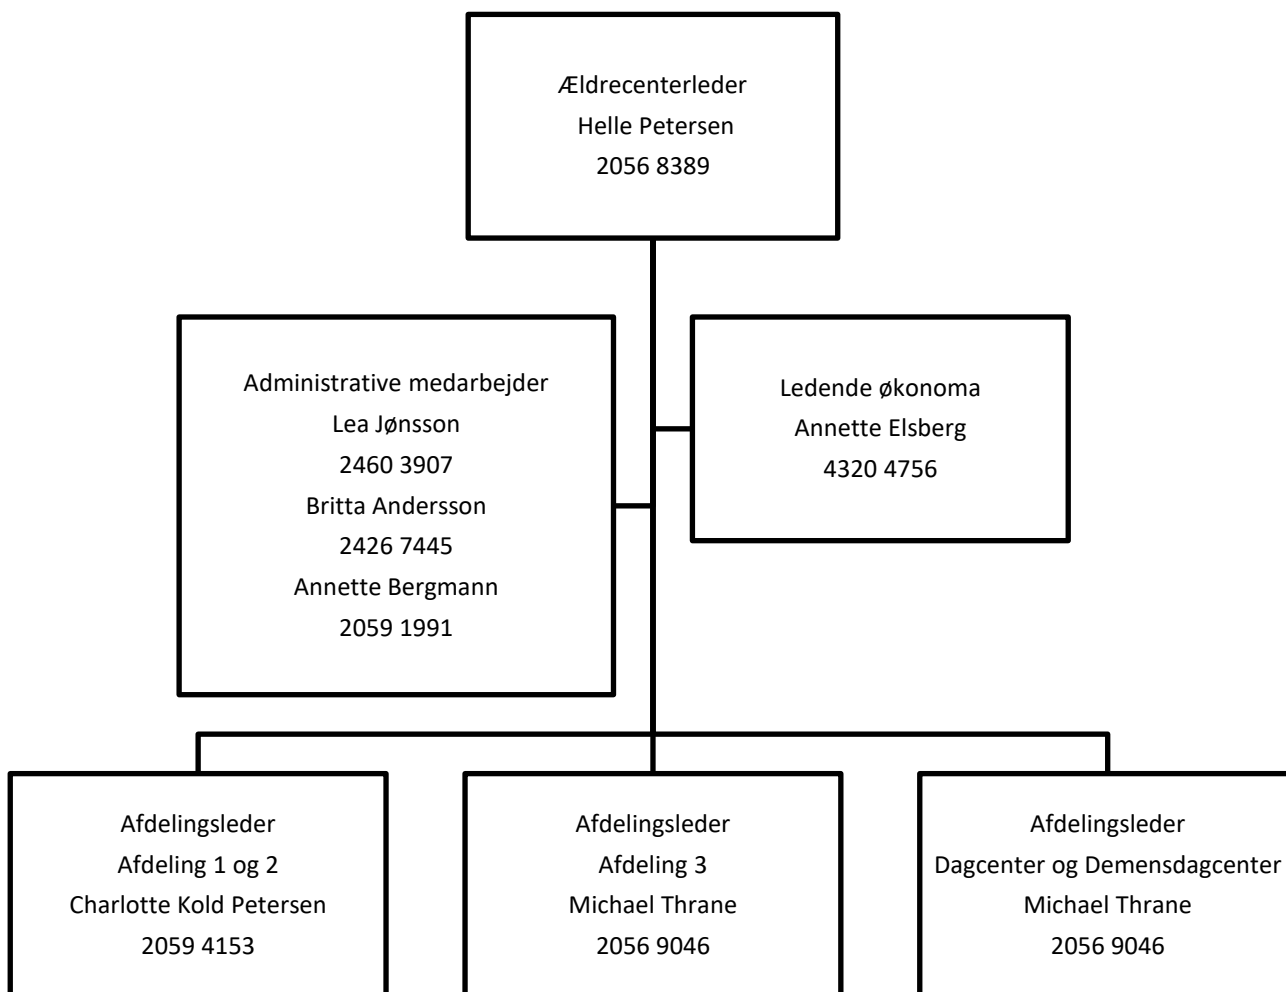 Ældrecenterleder
Helle Petersen
2056 8389
Administrative medarbejder
Lea Jønsson
2460 3907
Britta Andersson
2426 7445
Annette Bergmann
2059 1991
Ledende økonoma
Annette Elsberg
4320 4756
Afdelingsleder
Afdeling 1 og 2
Charlotte Kold Petersen
2059 4153
Afdelingsleder
Afdeling 3
Michael Thrane
2056 9046
Afdelingsleder
Dagcenter og Demensdagcenter
Michael Thrane
2056 9046